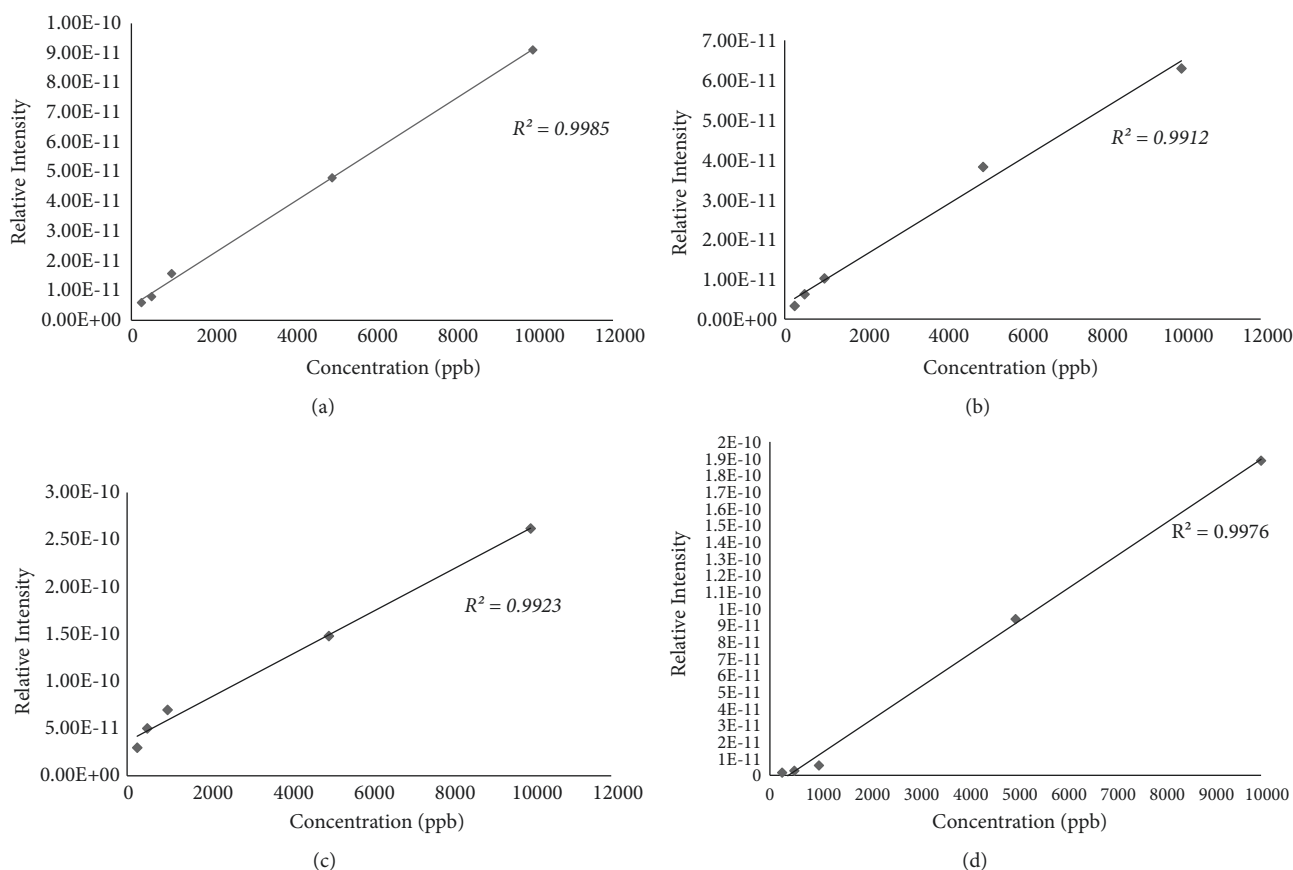 1.00E-10
9.00E-11
8.00E-11
7.00E-11
6.00E-11
5.00E-11
4.00E-11
3.00E-11
2.00E-11
1.00E-11
0.00E+00
Relative Intensity
R² = 0.9985
0 2000 4000 6000 8000 10000 12000
Concentration (ppb)
(a)
7.00E-11
6.00E-11
5.00E-11
4.00E-11
3.00E-11
2.00E-11
1.00E-11
0.00E+00
Relative Intensity
R² = 0.9912
0 2000 4000 6000 8000 10000 12000
Concentration (ppb)
(b)
3.00E-10
2.50E-10
2.00E-10
1.50E-10
1.00E-10
5.00E-11
0.00E+00
Relative Intensity
R² = 0.9923
0 2000 4000 6000 8000 10000 12000
Concentration (ppb)
(c)
2E-10
1.9E-10
1.8E-10
1.7E-10
1.6E-10
1.5E-10
1.4E-10
1.3E-10
1.2E-10
1.1E-10
1E-10
9E-11
8E-11
7E-11
6E-11
5E-11
4E-11
3E-11
2E-11
1E-11
0
Relative Intensity
R² = 0.9976
0 1000 2000 3000 4000 5000 6000 7000 8000 9000 10000
Concentration (ppb)
(d)